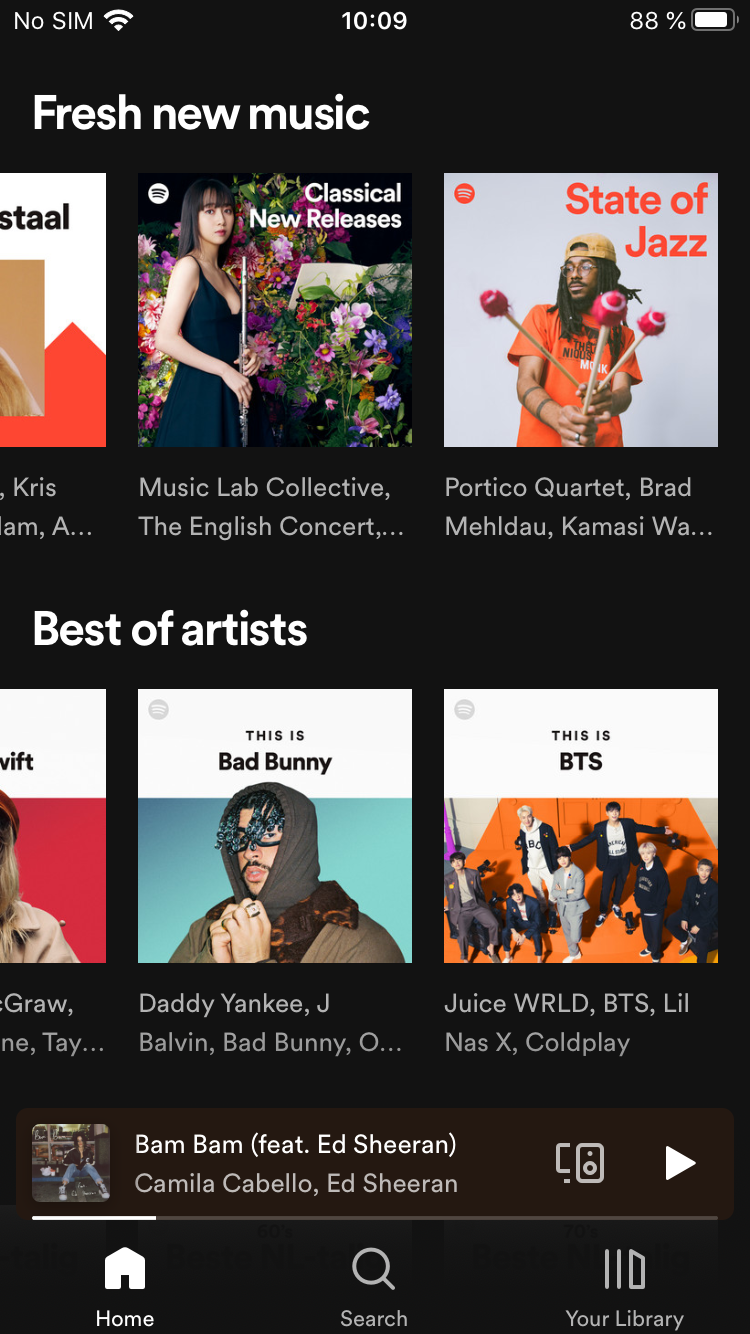 No SIM 10:09 88 %
Fresh new music
staal
Classical
New Releases
State of
Jazz
, Kris
lam, A...
Music Lab Collective,
The English Concert,...
Portico Quartet, Brad
Mehldau, Kamasi Wa...
Best of artists
vift
THIS IS
Bad Bunny
THIS IS
BTS
cGraw,
ne, Tay...
Daddy Yankee, J
Balvin, Bad Bunny, O...
Juice WRLD, BTS, Lil
Nas X, Coldplay
Bam Bam (feat. Ed Sheeran)
Camila Cabello, Ed Sheeran
60's
70's
Home
Search
Your Library